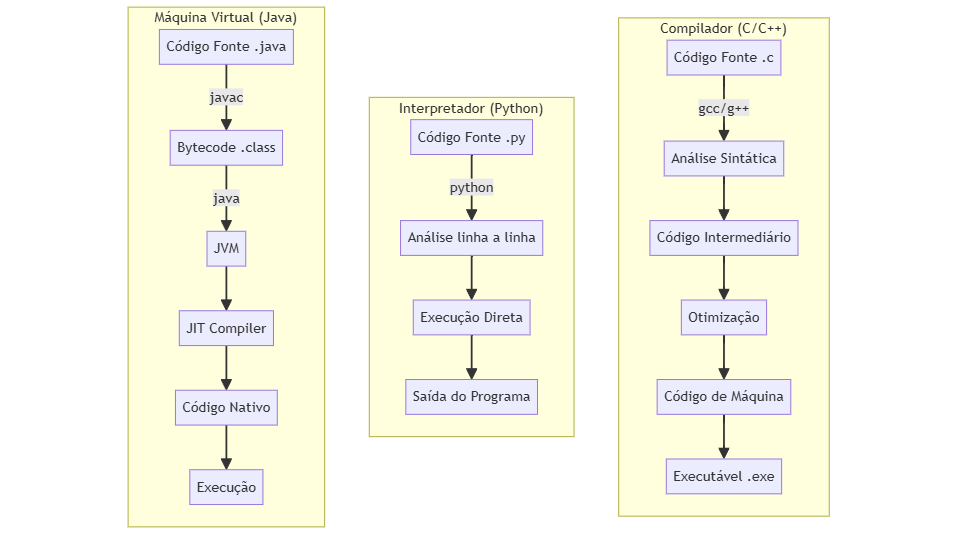 Máquina Virtual (Java)
Código Fonte .java
javac
Bytecode .class
java
JVM
JIT Compiler
Código Nativo
Execução
Interpretador (Python)
Código Fonte .py
python
Análise linha a linha
Execução Direta
Saída do Programa
Compilador (C/C++)
Código Fonte .c
gcc/g++
Análise Sintática
Código Intermediário
Otimização
Código de Máquina
Executável .exe